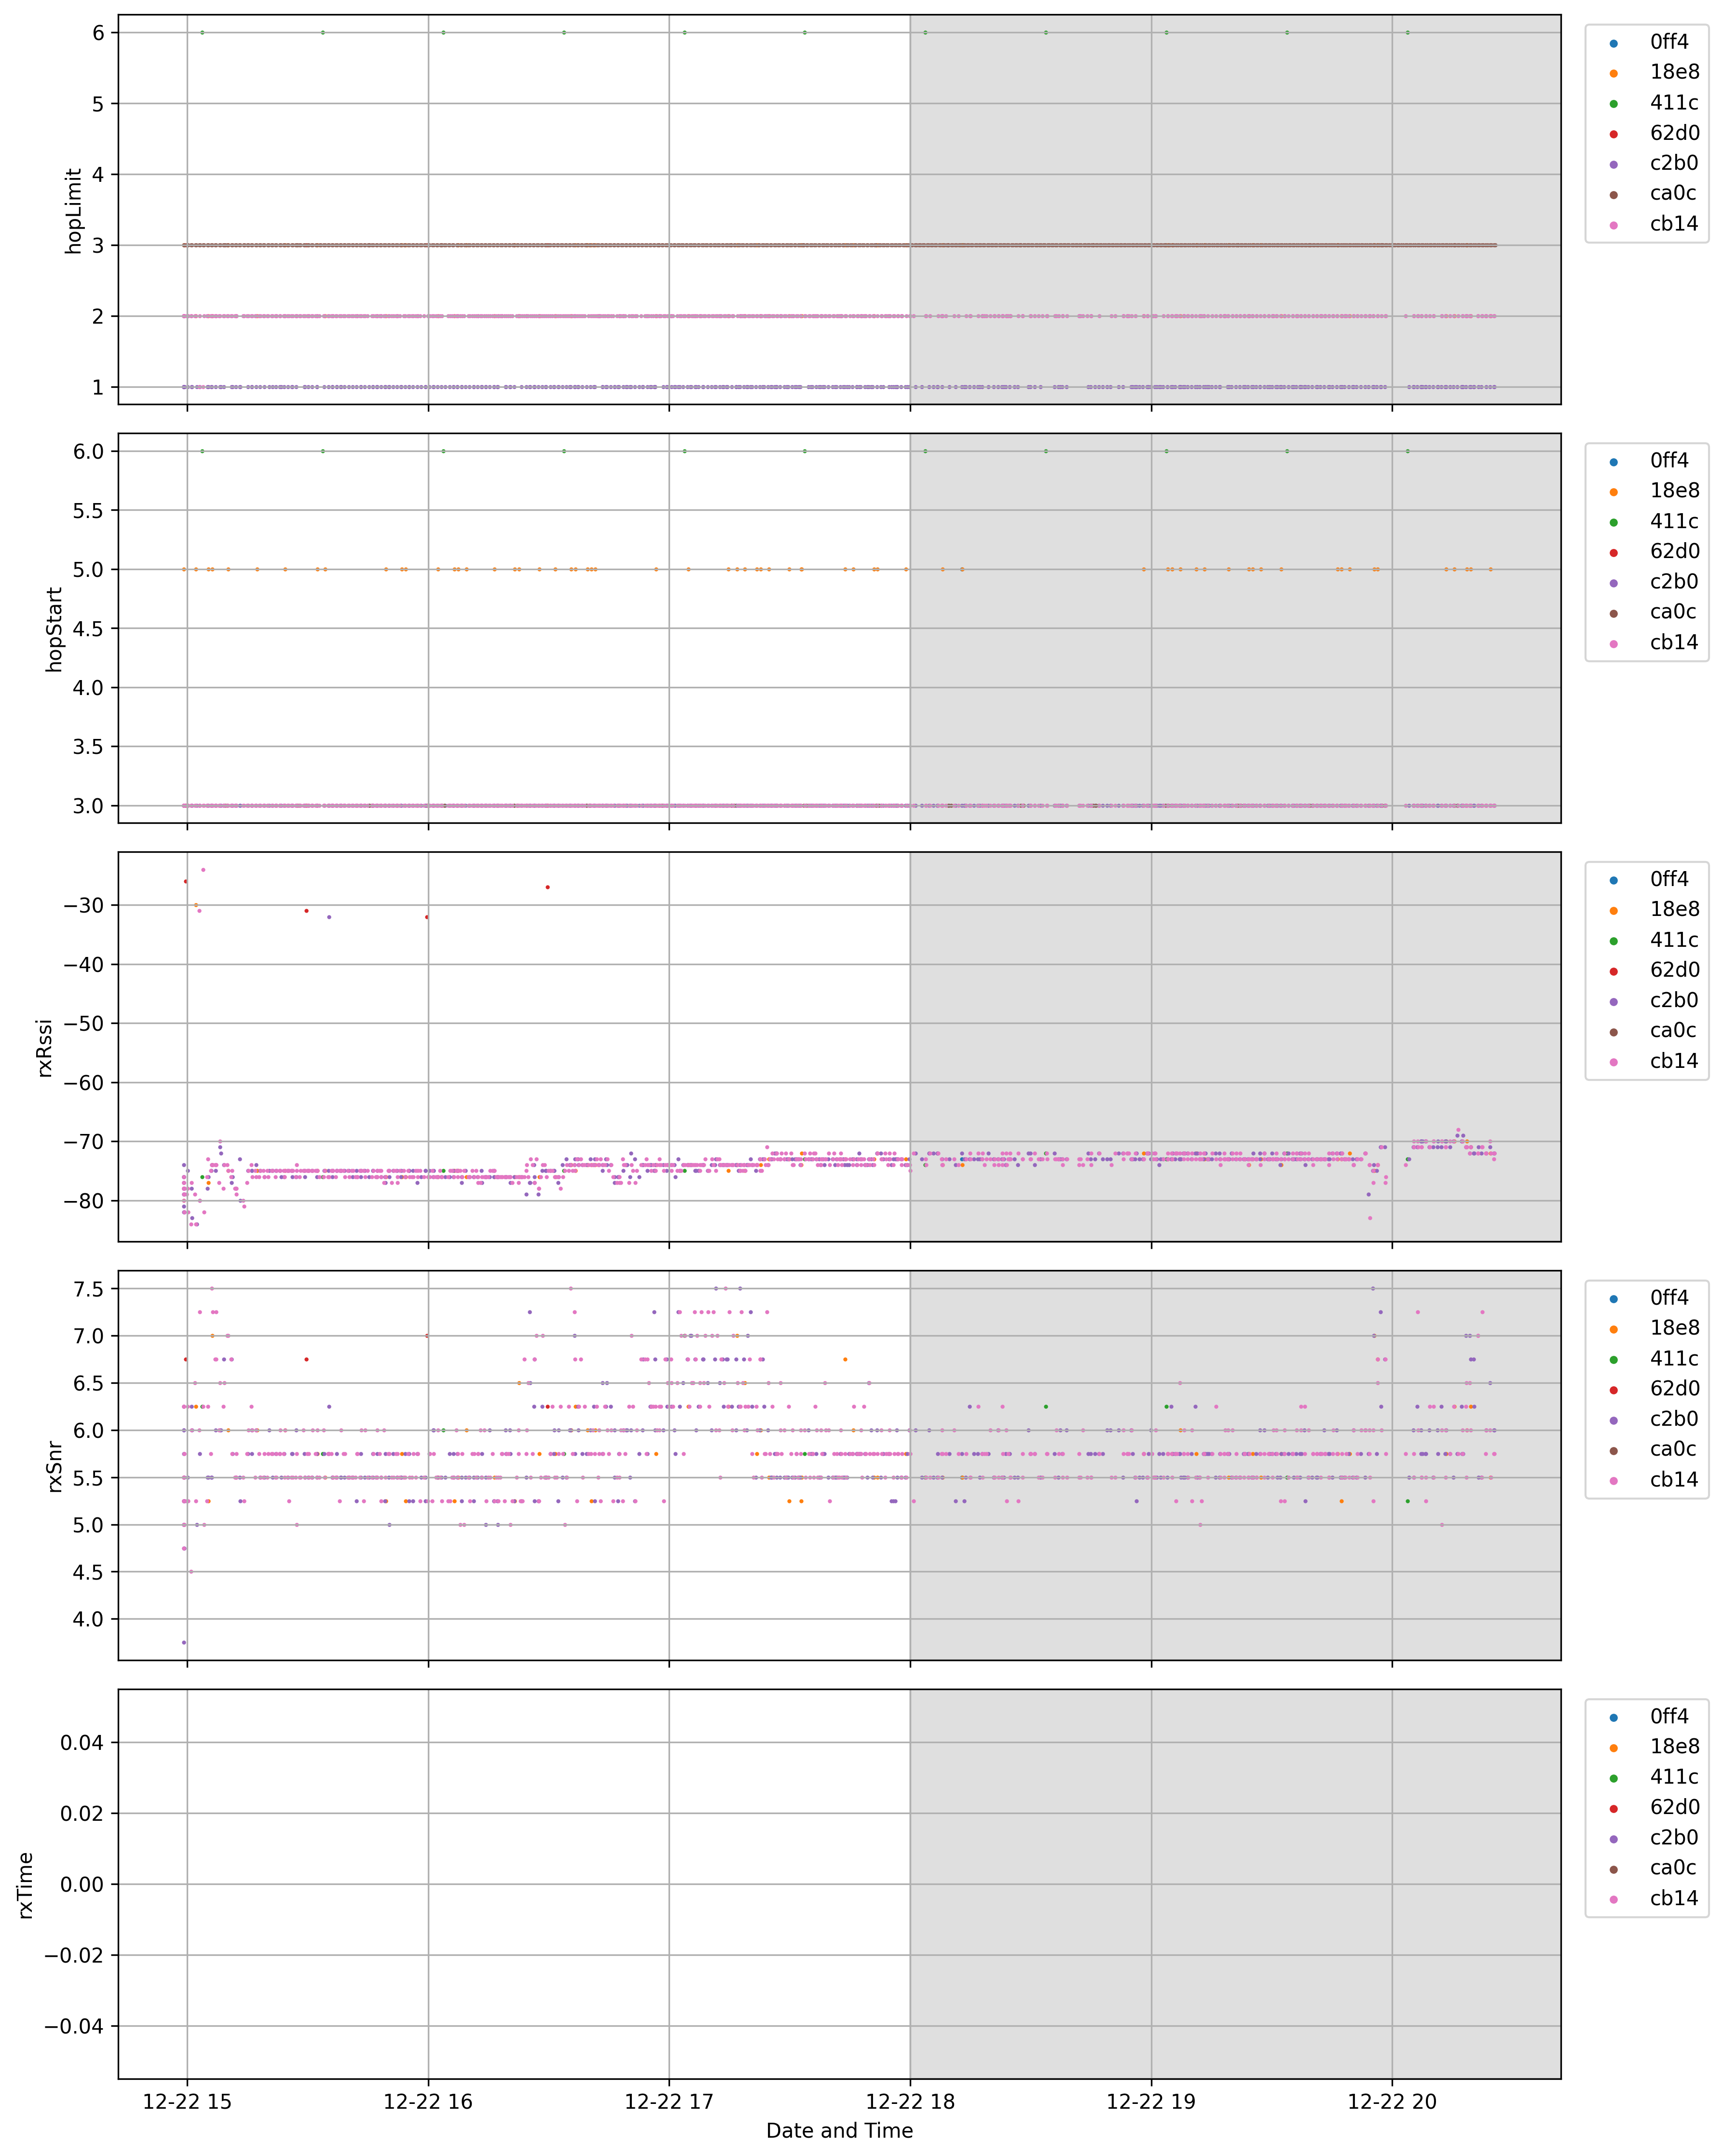 hopLimit
6
5
4
3
2
1
0ff4
18e8
411c
62d0
c2b0
ca0c
cb14
hopStart
6.0
5.5
5.0
4.5
4.0
3.5
3.0
0ff4
18e8
411c
62d0
c2b0
ca0c
cb14
rxRssi
−30
−40
−50
−60
−70
−80
0ff4
18e8
411c
62d0
c2b0
ca0c
cb14
rxSnr
7.5
7.0
6.5
6.0
5.5
5.0
4.5
4.0
0ff4
18e8
411c
62d0
c2b0
ca0c
cb14
rxTime
0.04
0.02
0.00
−0.02
−0.04
0ff4
18e8
411c
62d0
c2b0
ca0c
cb14
12-22 15 12-22 16 12-22 17 12-22 18 12-22 19 12-22 20
Date and Time